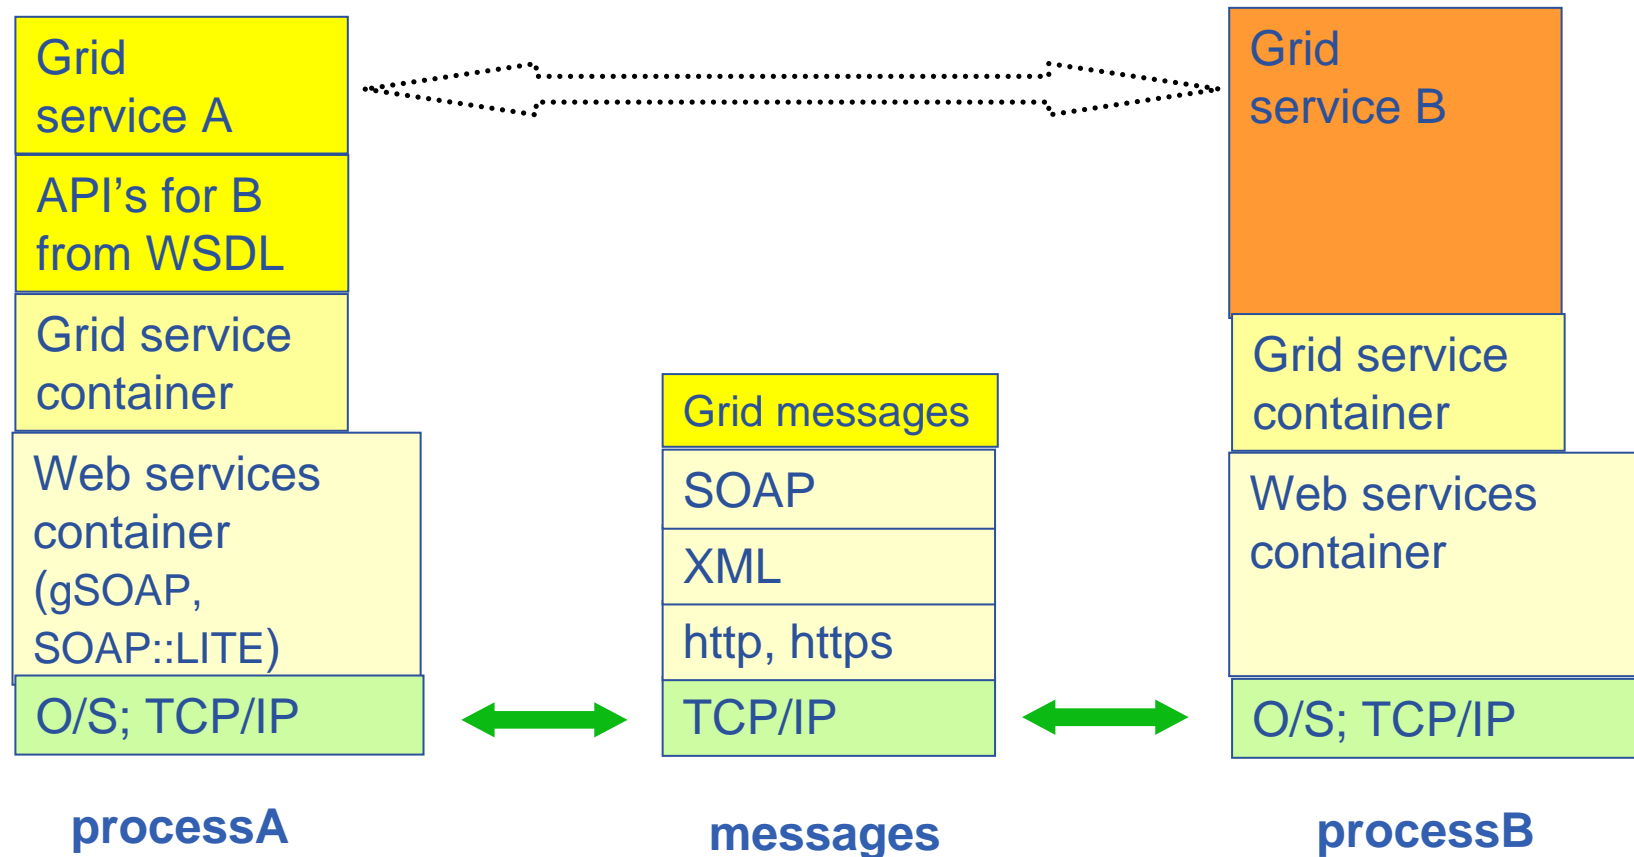 Grid
service A
API’s for B
from WSDL
Grid service
container
Web services
container
(gSOAP,
SOAP::LITE)
O/S; TCP/IP
processA
Grid messages
SOAP
XML
http, https
TCP/IP
messages
Grid
service B
Grid service
container
Web services
container
O/S; TCP/IP
processB